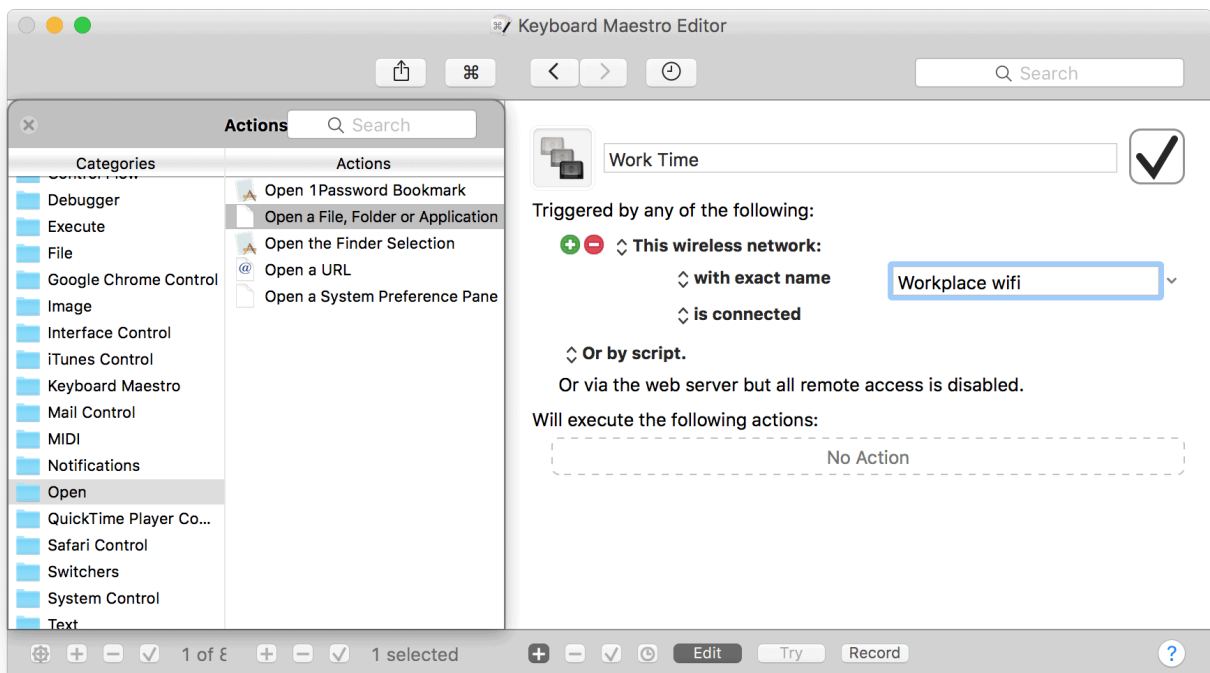 Keyboard Maestro Editor
Search
Actions
Search
Categories
Actions
Control Flow
Debugger
Execute
File
Google Chrome Control
Image
Interface Control
iTunes Control
Keyboard Maestro
Mail Control
MIDI
Notifications
Open
QuickTime Player Co...
Safari Control
Switchers
System Control
Text
Open 1Password Bookmark
Open a File, Folder or Application
Open the Finder Selection
Open a URL
Open a System Preference Pane
Work Time
Triggered by any of the following:
This wireless network:
with exact name
Workplace wifi
is connected
Or by script.
Or via the web server but all remote access is disabled.
Will execute the following actions:
No Action
1 of 8
1 selected
Edit
Try
Record
?